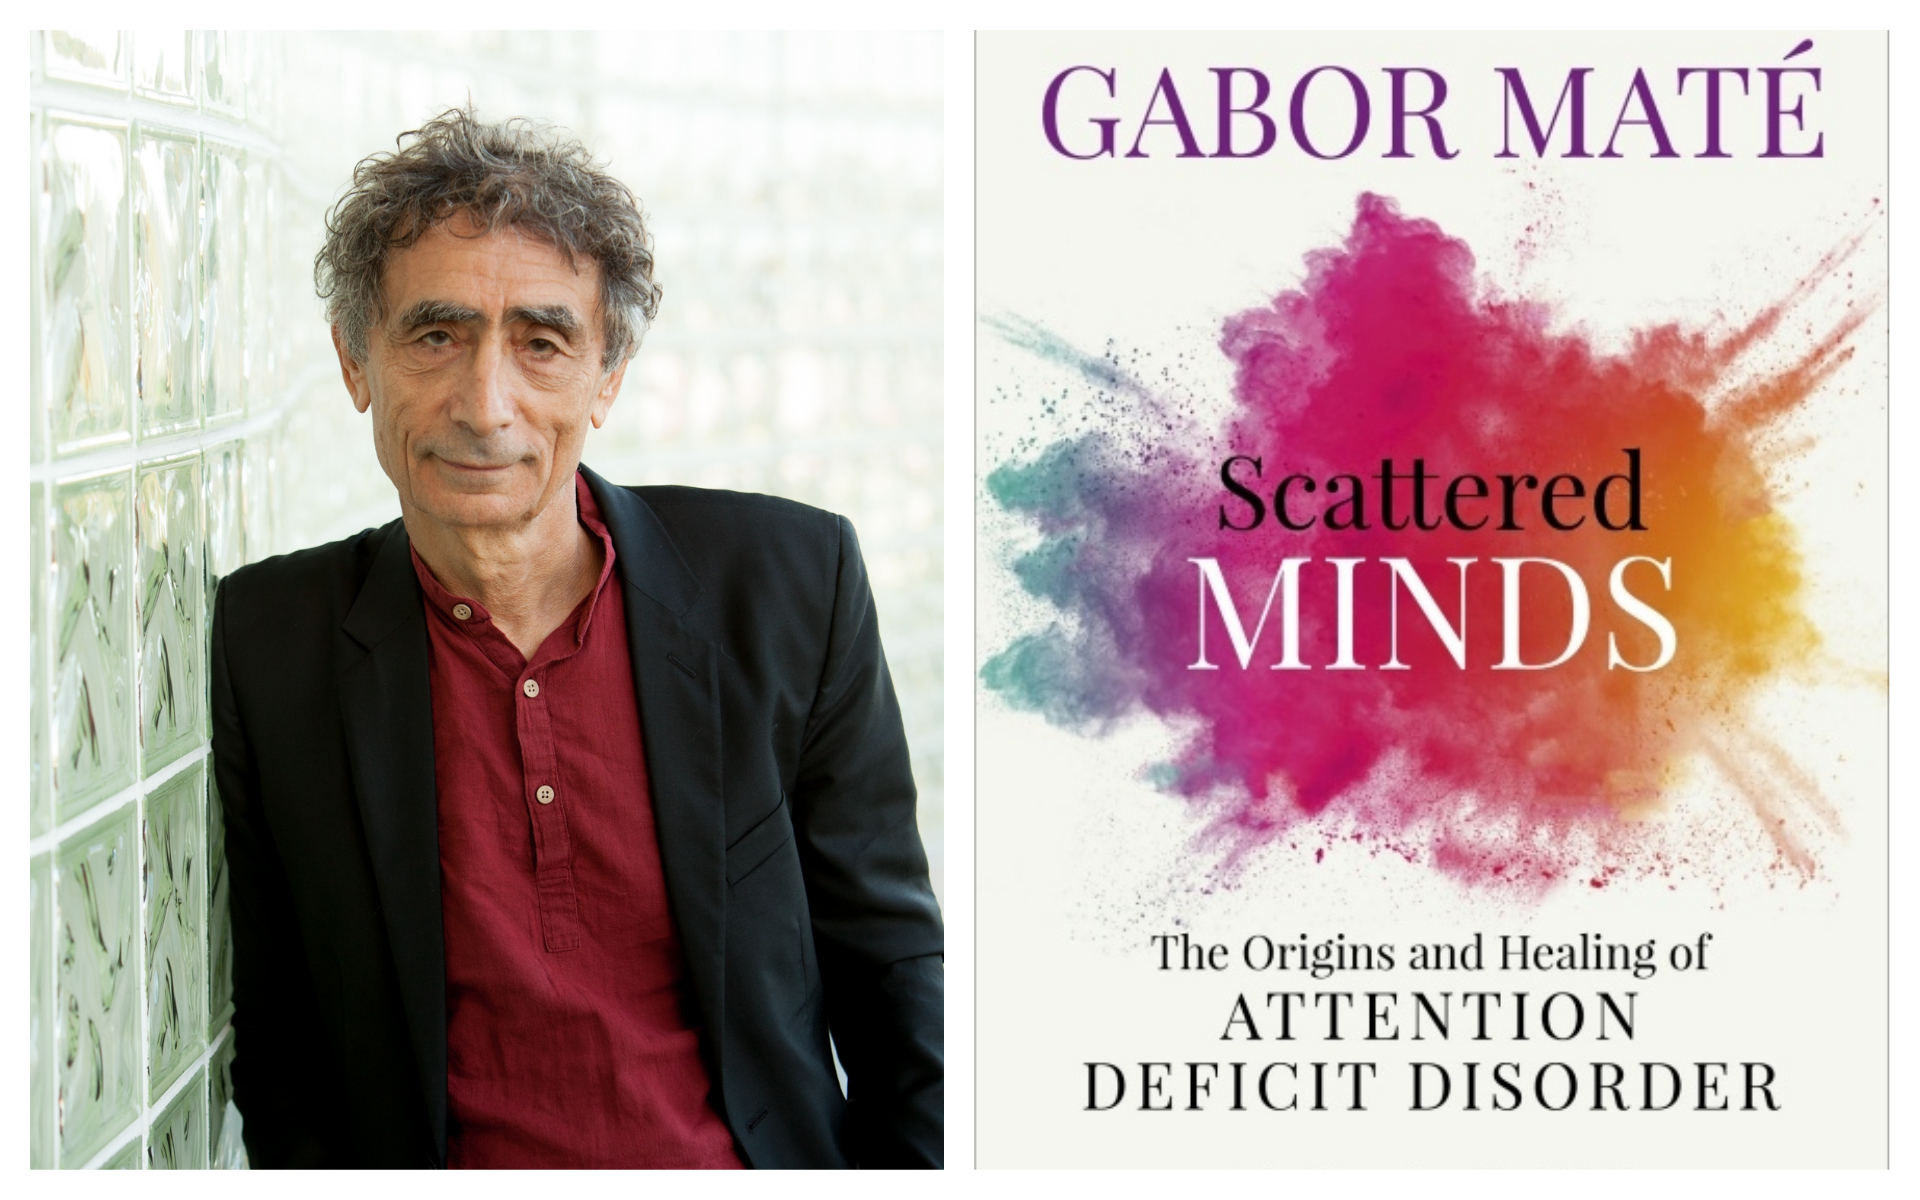 GABOR MATÉ
Scattered
MINDS
The Origins and Healing of
ATTENTION
DEFICIT DISORDER